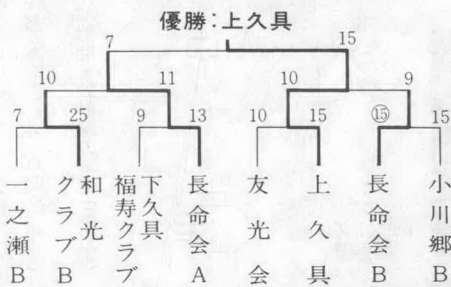 優勝：上久具
7 15
10 11 10 9
7 25 9 13 10 15 ⑮ 15
一之瀬B
和光
クラブB
下久具
福寿クラブ
長命会A
友光会
上久具
長命会B
小川郷B